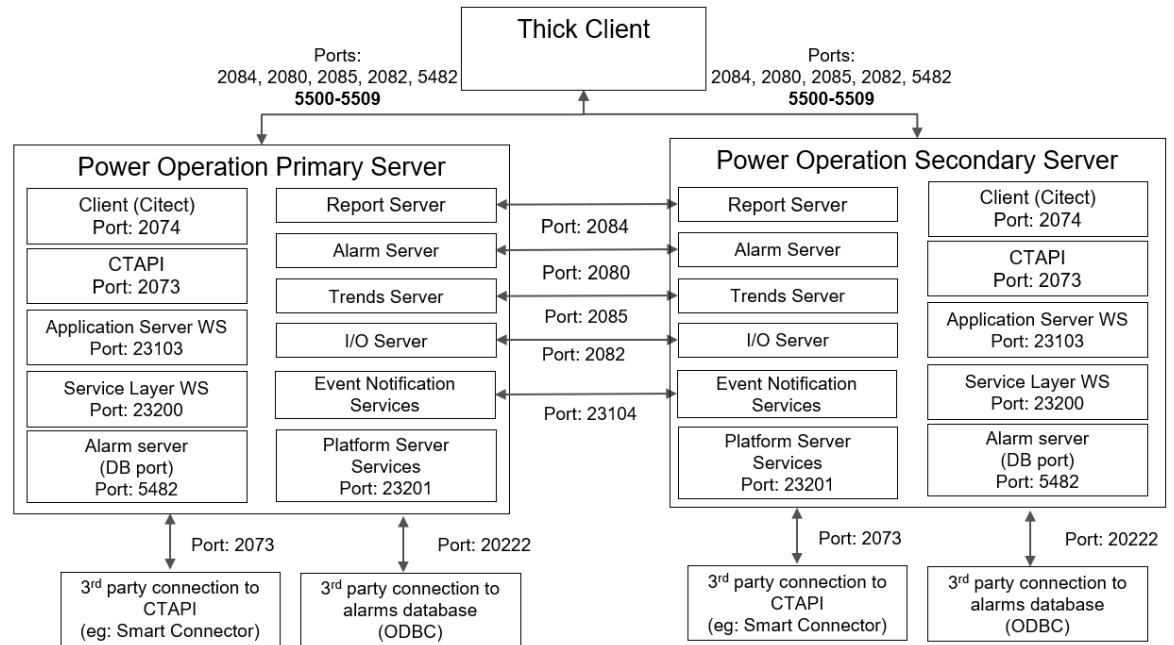 Thick Client
Ports:
2084, 2080, 2085, 2082, 5482
5500-5509
Ports:
2084, 2080, 2085, 2082, 5482
5500-5509
Power Operation Primary Server
Client (Citect)
Port: 2074
CTAPI
Port: 2073
Application Server WS
Port: 23103
Service Layer WS
Port: 23200
Alarm server
(DB port)
Port: 5482
Report Server
Alarm Server
Trends Server
I/O Server
Event Notification
Services
Platform Server
Services
Port: 23201
Port: 2084
Port: 2080
Port: 2085
Port: 2082
Port: 23104
Power Operation Secondary Server
Report Server
Alarm Server
Trends Server
I/O Server
Event Notification
Services
Platform Server
Services
Port: 23201
Client (Citect)
Port: 2074
CTAPI
Port: 2073
Application Server WS
Port: 23103
Service Layer WS
Port: 23200
Alarm server
(DB port)
Port: 5482
Port: 2073
Port: 20222
Port: 2073
Port: 20222
3rd party connection to
CTAPI
(eg: Smart Connector)
3rd party connection to
alarms database
(ODBC)
3rd party connection to
CTAPI
(eg: Smart Connector)
3rd party connection to
alarms database
(ODBC)